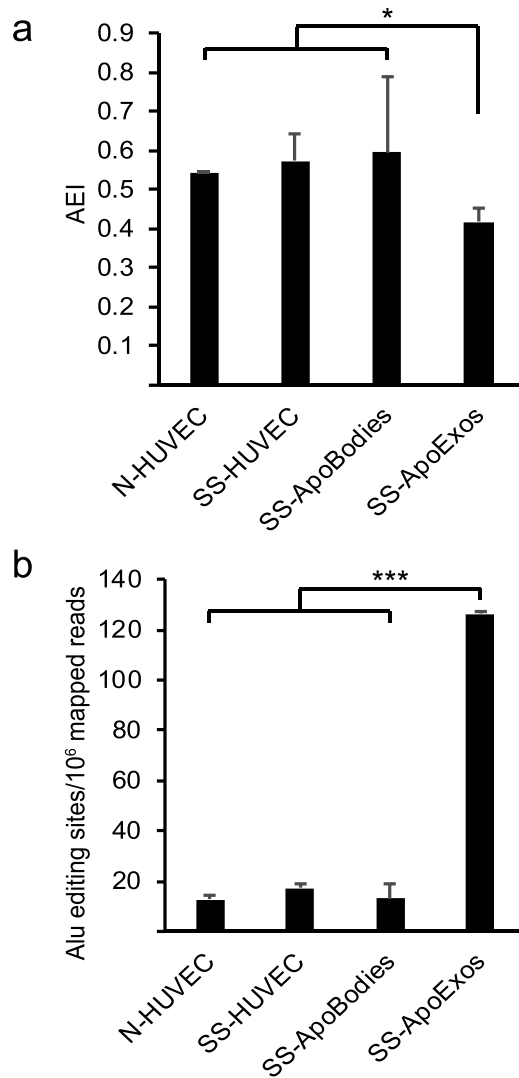 a
*
0.9
0.8
0.7
0.6
0.5
0.4
0.3
0.2
0.1
AEI
N-HUVEC
SS-HUVEC
SS-ApoBodies
SS-ApoExos
b
***
140
120
100
80
60
40
20
Alu editing sites/10⁶ mapped reads
N-HUVEC
SS-HUVEC
SS-ApoBodies
SS-ApoExos